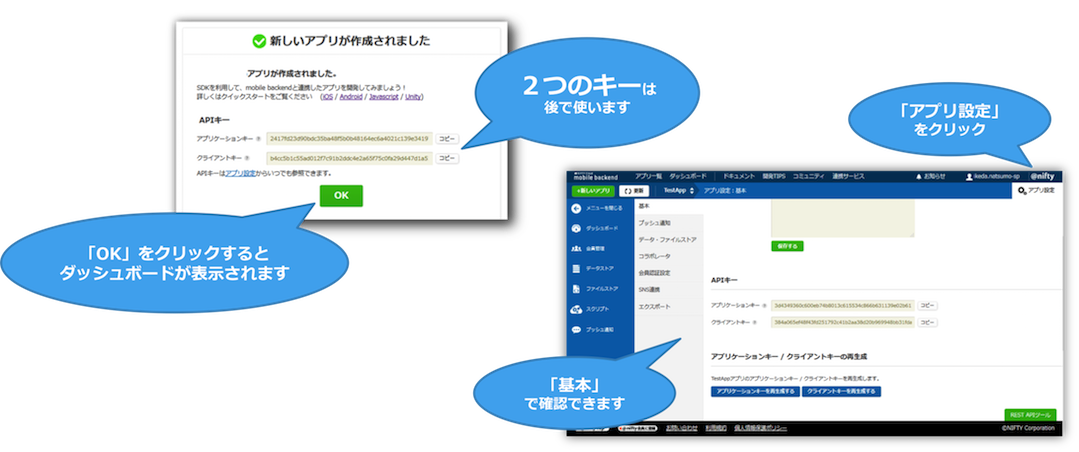 新しいアプリが作成されました
アプリが作成されました。
SDKを利用して、mobile backendと連携したアプリを開発してみましょう！
詳しくはクイックスタートをご覧ください (iOS / Android / Javascript / Unity)
APIキー
アプリケーションキー
2417fd23d90bdc35ba48f5b0b48164ec6a4021c139e3419
コピー
クライアントキー
b4cc5b1c55ad012f7c91b2ddc4e2a65f75c0fa29d447d1a5
コピー
APIキーはアプリ設定からいつでも参照できます。
OK
２つのキーは
後で使います
「OK」をクリックすると
ダッシュボードが表示されます
「アプリ設定」
をクリック
mobile backend
アプリ一覧 ダッシュボード ドキュメント 開発TIPS コミュニティ 連携サービス
お知らせ
ikeda.natsumo-sp
@nifty
+新しいアプリ
更新
TestApp
アプリ設定：基本
アプリ設定
メニューを閉じる
ダッシュボード
会員管理
データストア
ファイルストア
スクリプト
プッシュ通知
基本
プッシュ通知
データ・ファイルストア
コラボレータ
会員認証設定
SNS連携
エクスポート
保存する
APIキー
アプリケーションキー
コピー
クライアントキー
コピー
アプリケーションキー / クライアントキーの再生成
TestAppアプリのアプリケーションキー / クライアントキーを再生成します。
アプリケーションキーを再生成する
クライアントキーを再生成する
REST APIツール
お問い合わせ 利用規約 個人情報保護ポリシー
©NIFTY Corporation
「基本」
で確認できます